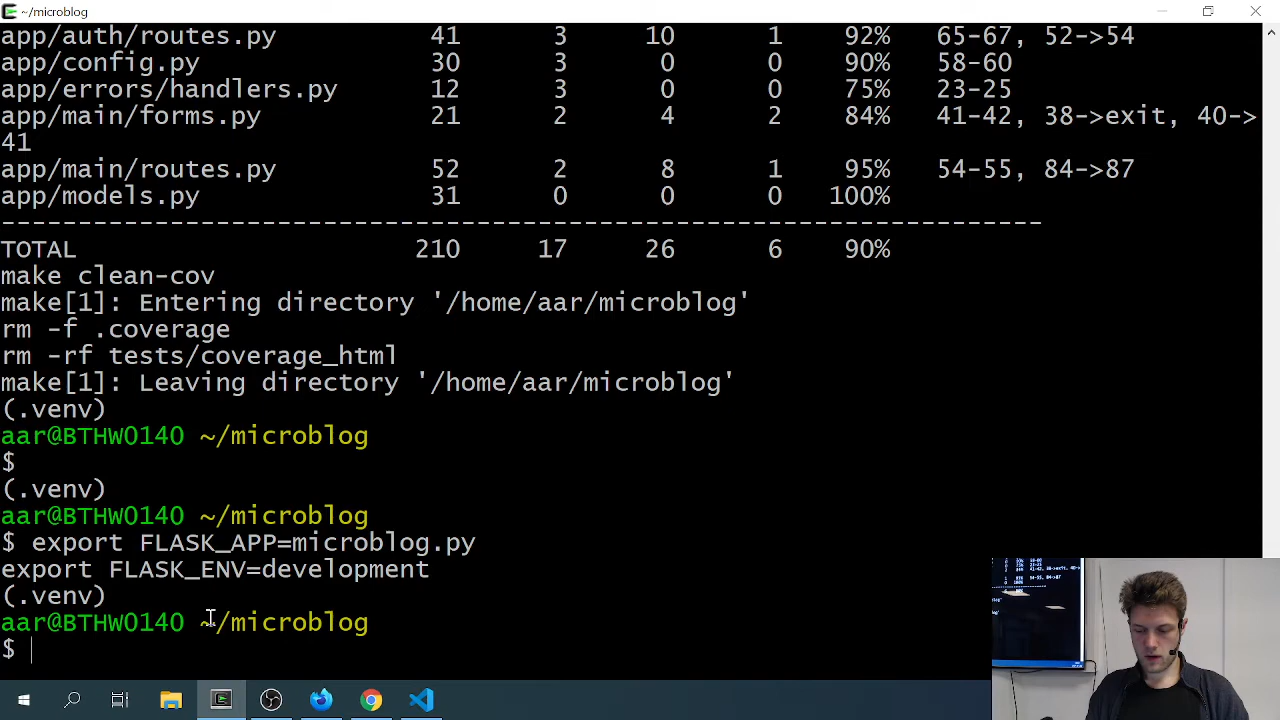 ~/microblog
app/auth/routes.py 41 3 10 1 92% 65-67, 52->54
app/config.py 30 3 0 0 90% 58-60
app/errors/handlers.py 12 3 0 0 75% 23-25
app/main/forms.py 21 2 4 2 84% 41-42, 38->exit, 40->
41
app/main/routes.py 52 2 8 1 95% 54-55, 84->87
app/models.py 31 0 0 0 100%
--------------------------------------------------------------------
TOTAL 210 17 26 6 90%
make clean-cov
make[1]: Entering directory '/home/aar/microblog'
rm -f .coverage
rm -rf tests/coverage_html
make[1]: Leaving directory '/home/aar/microblog'
(.venv)
aar@BTHW0140 ~/microblog
$
(.venv)
aar@BTHW0140 ~/microblog
$ export FLASK_APP=microblog.py
export FLASK_ENV=development
(.venv)
aar@BTHW0140 ~/microblog
$